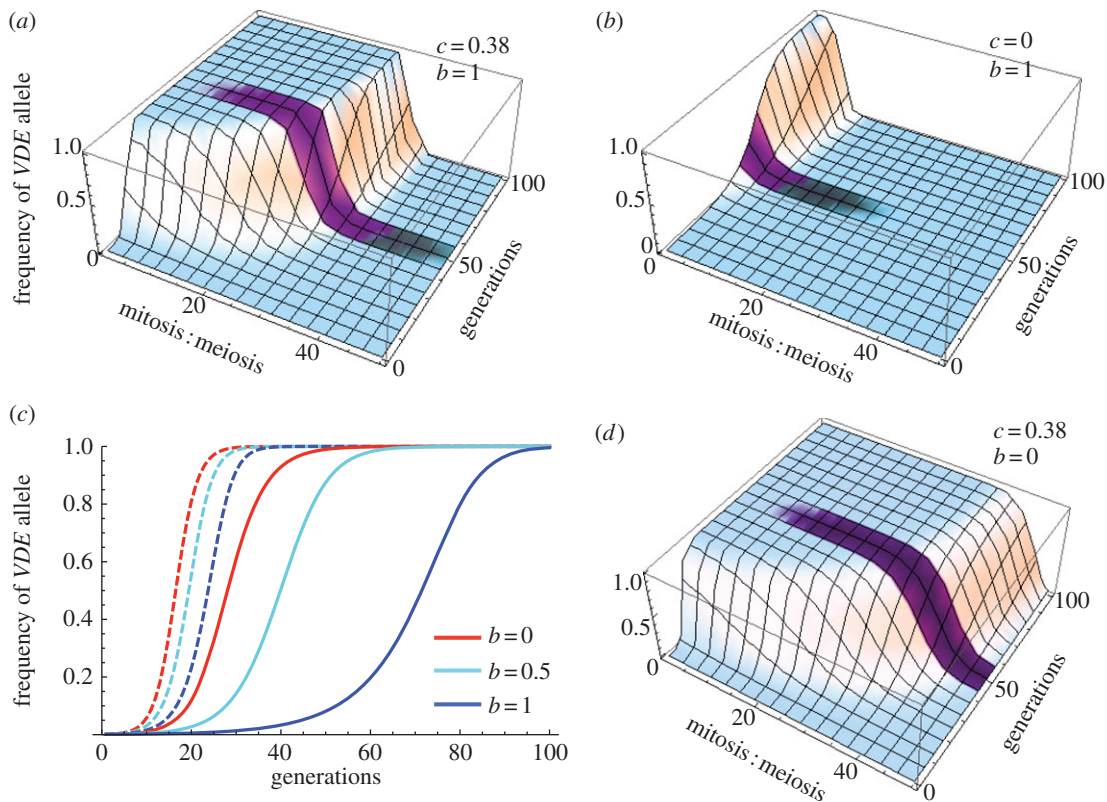 (a)
c = 0.38
b = 1
frequency of VDE allele
1.0
0.5
0
20
40
mitosis : meiosis
0
50
100
generations
(b)
c = 0
b = 1
1.0
0.5
0
20
40
mitosis : meiosis
0
50
100
generations
(c)
frequency of VDE allele
1.0
0.8
0.6
0.4
0.2
0
20
40
60
80
100
generations
b = 0
b = 0.5
b = 1
(d)
c = 0.38
b = 0
1.0
0.5
0
20
40
mitosis : meiosis
0
50
100
generations